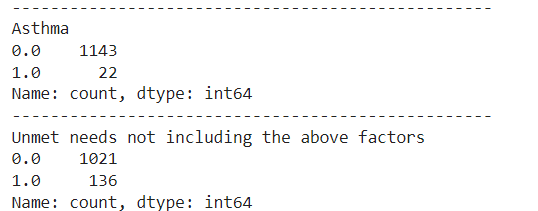 --------------------------------------------------
Asthma
0.0    1143
1.0      22
Name: count, dtype: int64
--------------------------------------------------
Unmet needs not including the above factors
0.0    1021
1.0     136
Name: count, dtype: int64